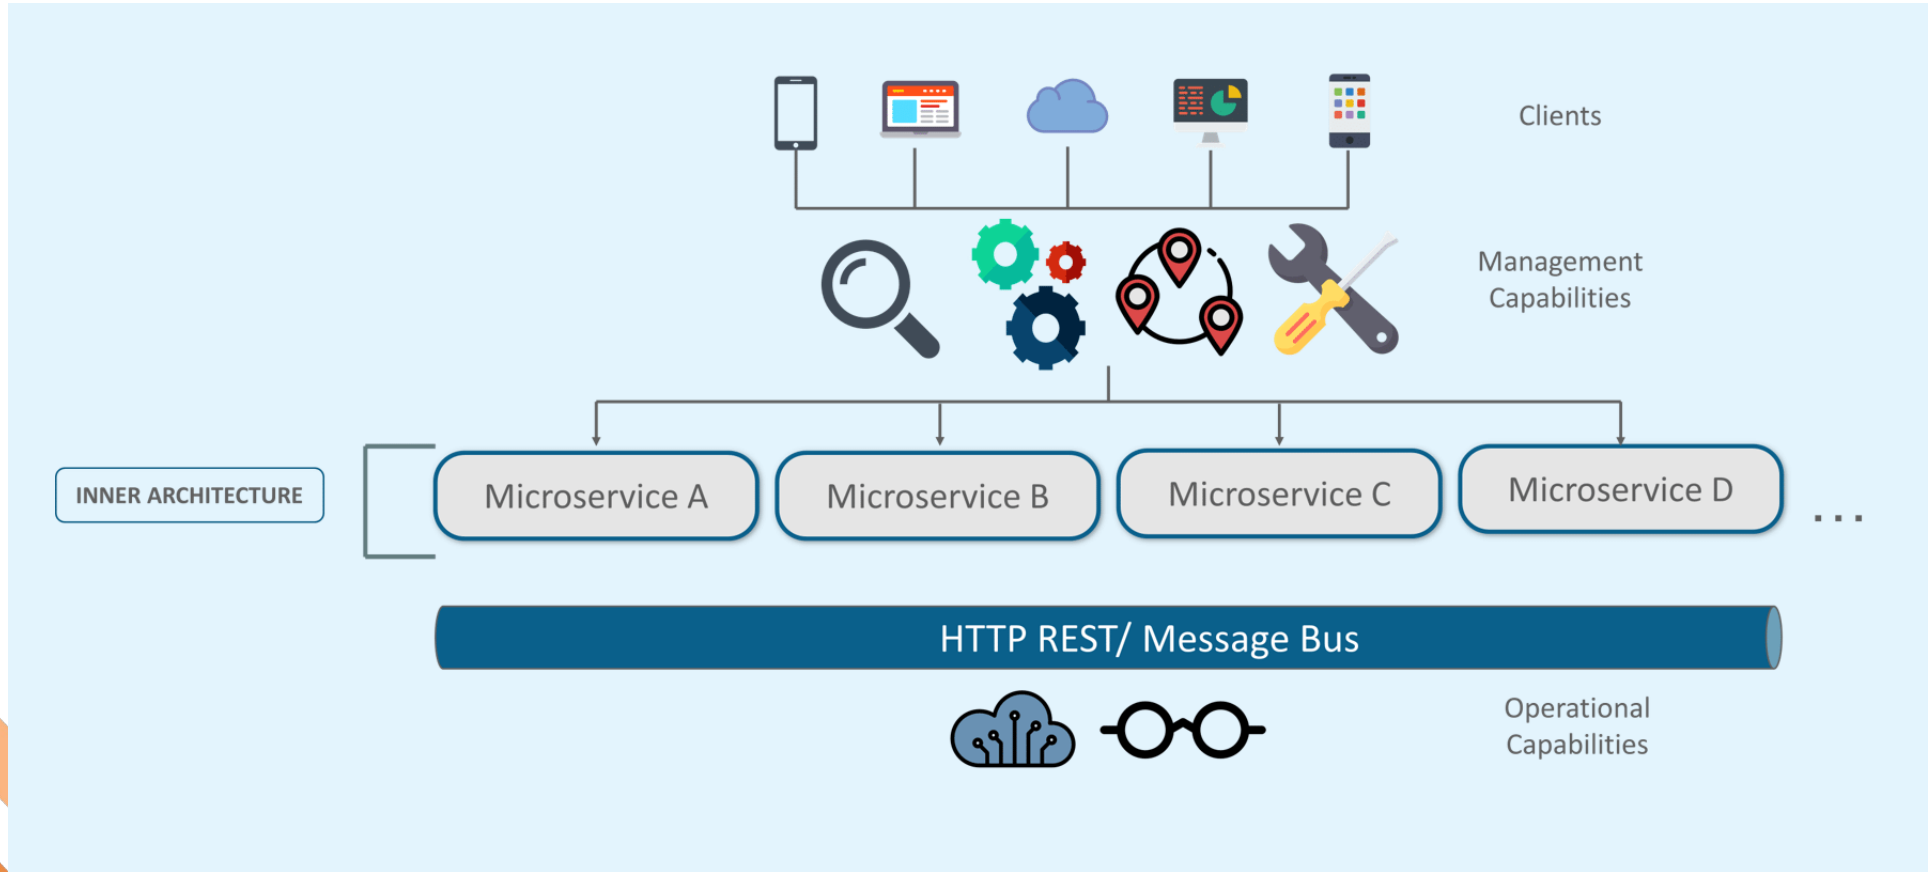 Clients
Management
Capabilities
INNER ARCHITECTURE
Microservice A
Microservice B
Microservice C
Microservice D
...
HTTP REST/ Message Bus
Operational
Capabilities